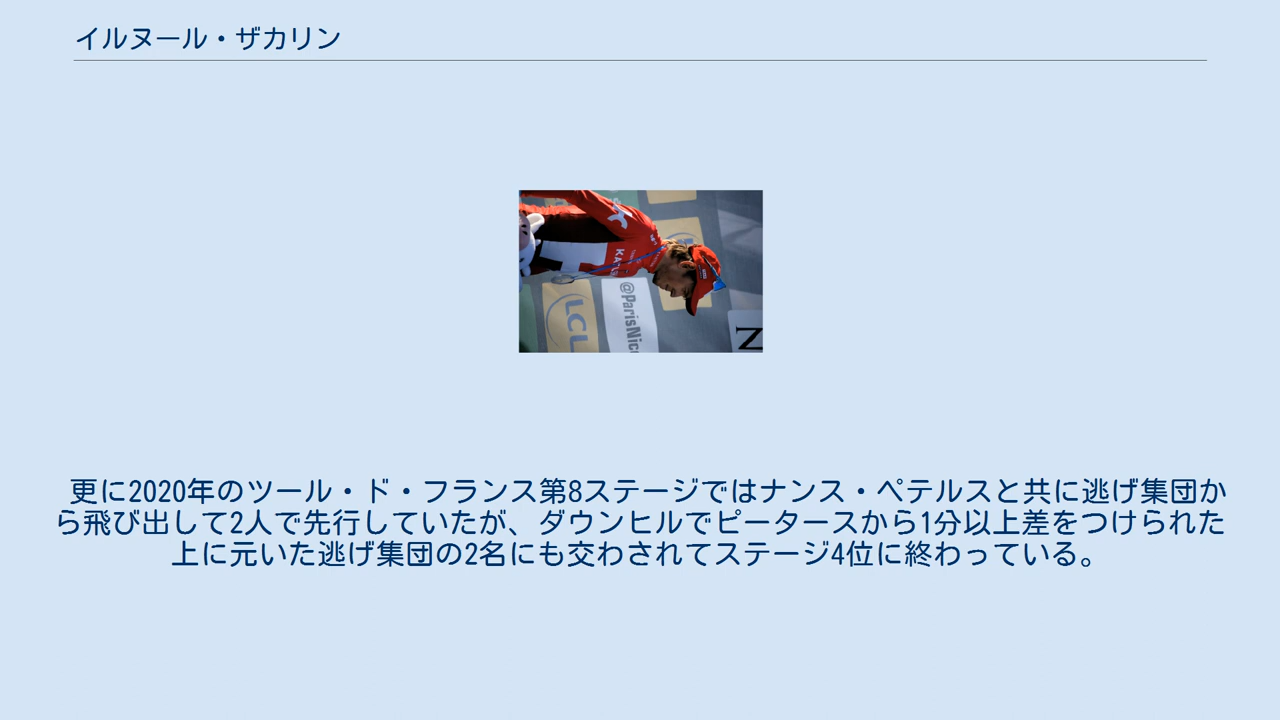 イルヌール・ザカリン
KATU
LCL
@ParisNice
N
更に2020年のツール・ド・フランス第8ステージではナンス・ペテルスと共に逃げ集団か
ら飛び出して2人で先行していたが、ダウンヒルでピータースから1分以上差をつけられた
上に元いた逃げ集団の2名にも交わされてステージ4位に終わっている。